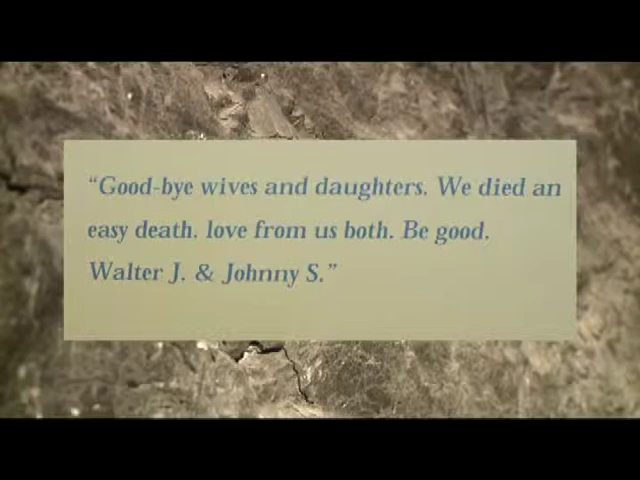 “Good-bye wives and daughters. We died an
easy death. love from us both. Be good.
Walter J. & Johnny S.”